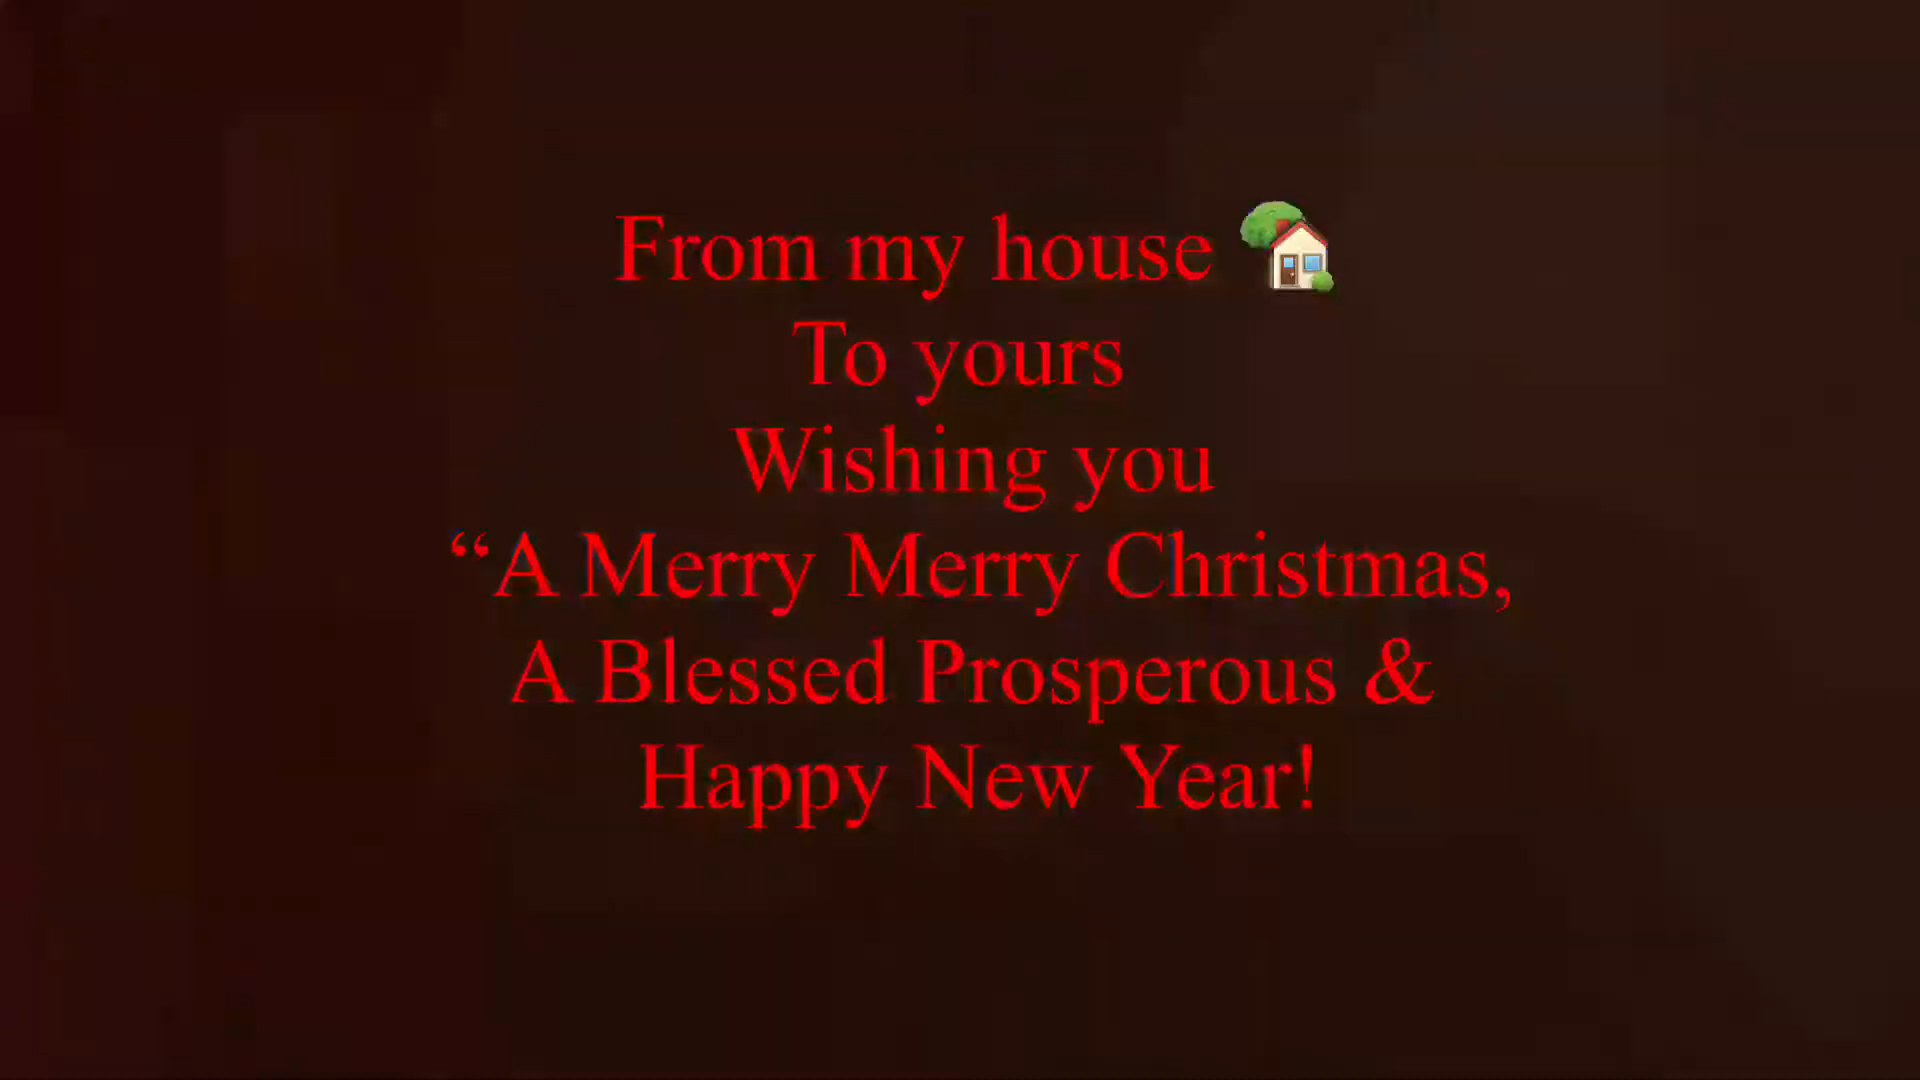 From my house 🏡
To yours
Wishing you
“A Merry Merry Christmas,
A Blessed Prosperous &
Happy New Year!